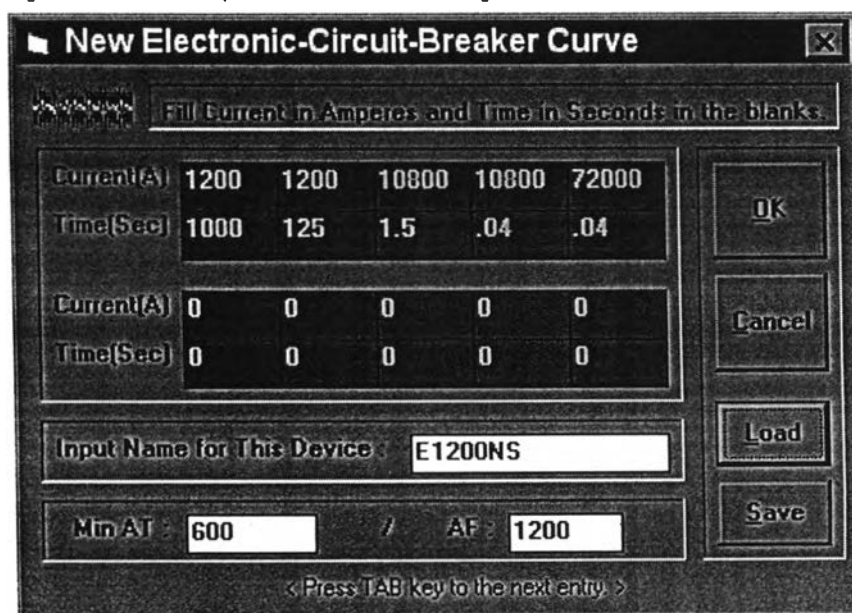 New Electronic-Circuit-Breaker Curve
Fill Current in Amperes and Time in Seconds in the blanks.
Current(A) 1200 1200 10800 10800 72000
Time(Sec) 1000 125 1.5 .04 .04
Current(A) 0 0 0 0 0
Time(Sec) 0 0 0 0 0
OK
Cancel
Load
Save
Input Name for This Device : E1200NS
Min AT : 600 / AF : 1200
< Press TAB key to the next entry. >